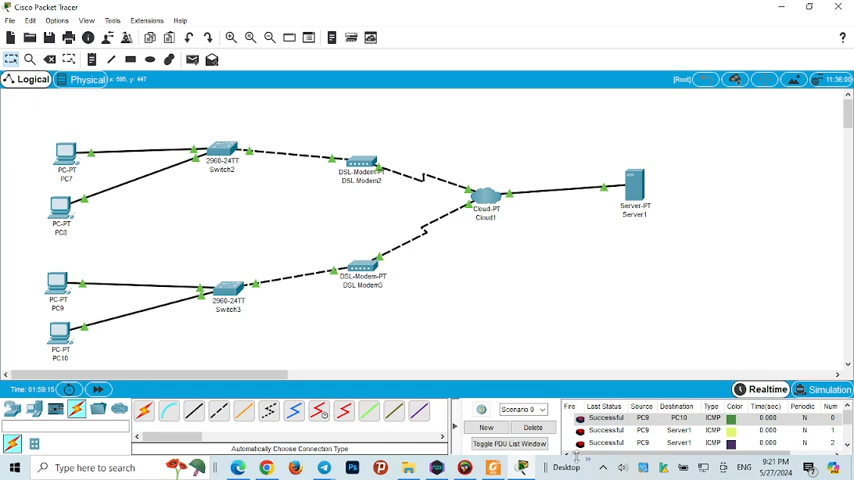 Cisco Packet Tracer
File Edit Options View Tools Extensions Help
?
Logical Physical x: 595, y: 447 [Root] 11:36:00
PC-PT
PC7
2960-24TT
Switch2
DSL-Modem-PT
DSL Modem2
PC-PT
PC8
Cloud-PT
Cloud1
Server-PT
Server1
PC-PT
PC9
2960-24TT
Switch3
DSL-Modem-PT
DSL Modem3
PC-PT
PC10
Time: 01:59:15 Realtime Simulation
Scenario 0
New Delete
Toggle PDU List Window
Automatically Choose Connection Type
Fire Last Status Source Destination Type Color Time(sec) Periodic Num
Successful PC9 PC10 ICMP 0.000 N 0
Successful PC9 Server1 ICMP 0.000 N 1
Successful PC9 Server1 ICMP 0.000 N 2
Type here to search
Desktop
ENG
9:21 PM
5/27/2024